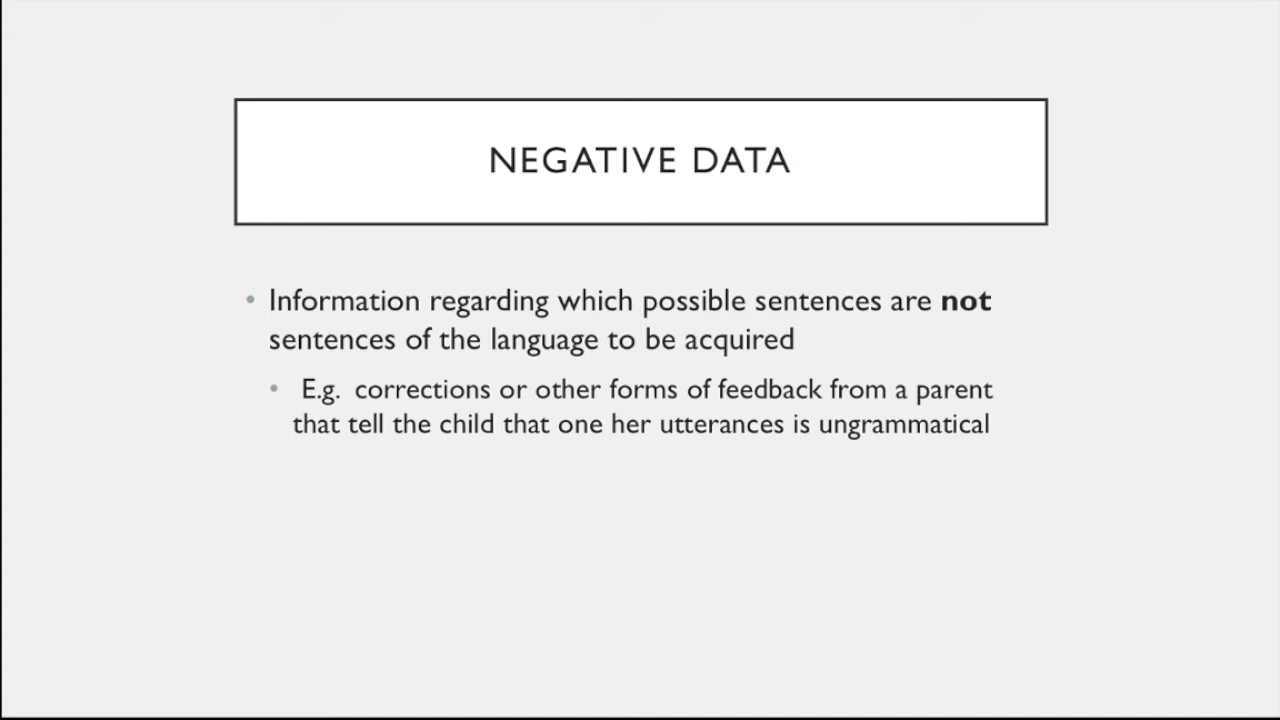 NEGATIVE DATA
• Information regarding which possible sentences are not
sentences of the language to be acquired
• E.g. corrections or other forms of feedback from a parent
that tell the child that one her utterances is ungrammatical